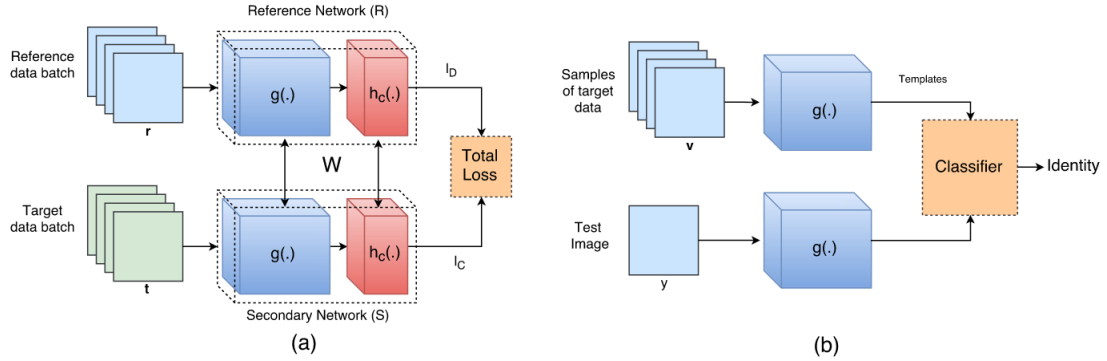 Reference Network (R)
Reference
data batch
r
g(.)
h_c(.)
l_D
W
Total
Loss
Target
data batch
t
g(.)
h_c(.)
l_C
Secondary Network (S)
(a)
Samples
of target
data
v
g(.)
Templates
Classifier
Identity
Test
Image
y
g(.)
(b)